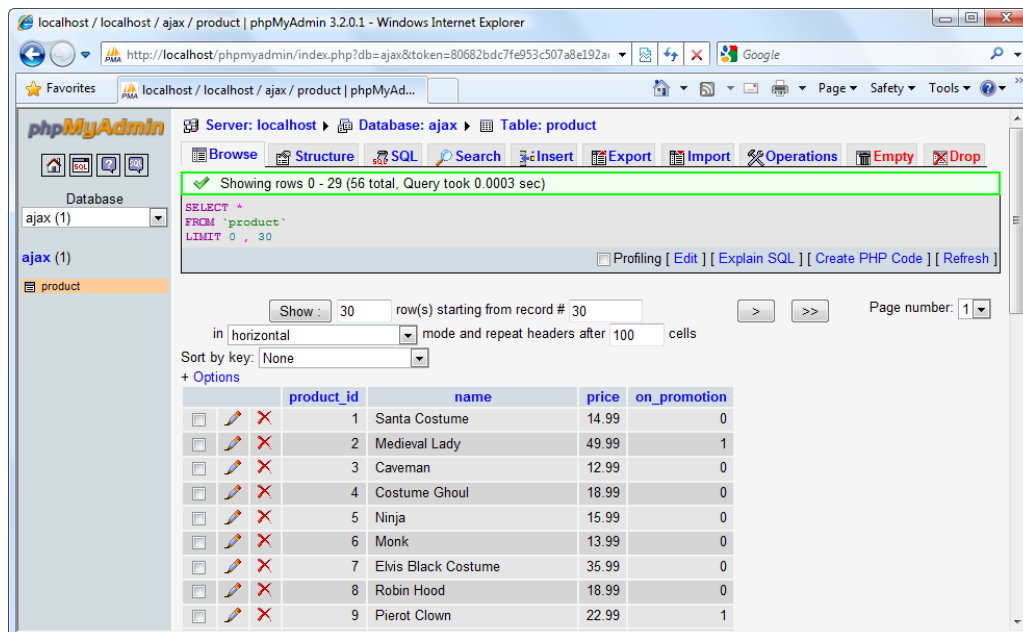 localhost / localhost / ajax / product | phpMyAdmin 3.2.0.1 - Windows Internet Explorer
http://localhost/phpmyadmin/index.php?db=ajax&token=80682bdc7fe953c507a8e192a
Google
Favorites
localhost / localhost / ajax / product | phpMyAd...
Page
Safety
Tools
phpMyAdmin
Server: localhost
Database: ajax
Table: product
Browse
Structure
SQL
Search
Insert
Export
Import
Operations
Empty
Drop
Showing rows 0 - 29 (56 total, Query took 0.0003 sec)
Database
ajax (1)
ajax (1)
product
SELECT *
FROM `product`
LIMIT 0 , 30
Profiling [ Edit ] [ Explain SQL ] [ Create PHP Code ] [ Refresh ]
Show : 30 row(s) starting from record # 30
> >> Page number: 1
in horizontal mode and repeat headers after 100 cells
Sort by key: None
+ Options
product_id name price on_promotion
1 Santa Costume 14.99 0
2 Medieval Lady 49.99 1
3 Caveman 12.99 0
4 Costume Ghoul 18.99 0
5 Ninja 15.99 0
6 Monk 13.99 0
7 Elvis Black Costume 35.99 0
8 Robin Hood 18.99 0
9 Pierot Clown 22.99 1